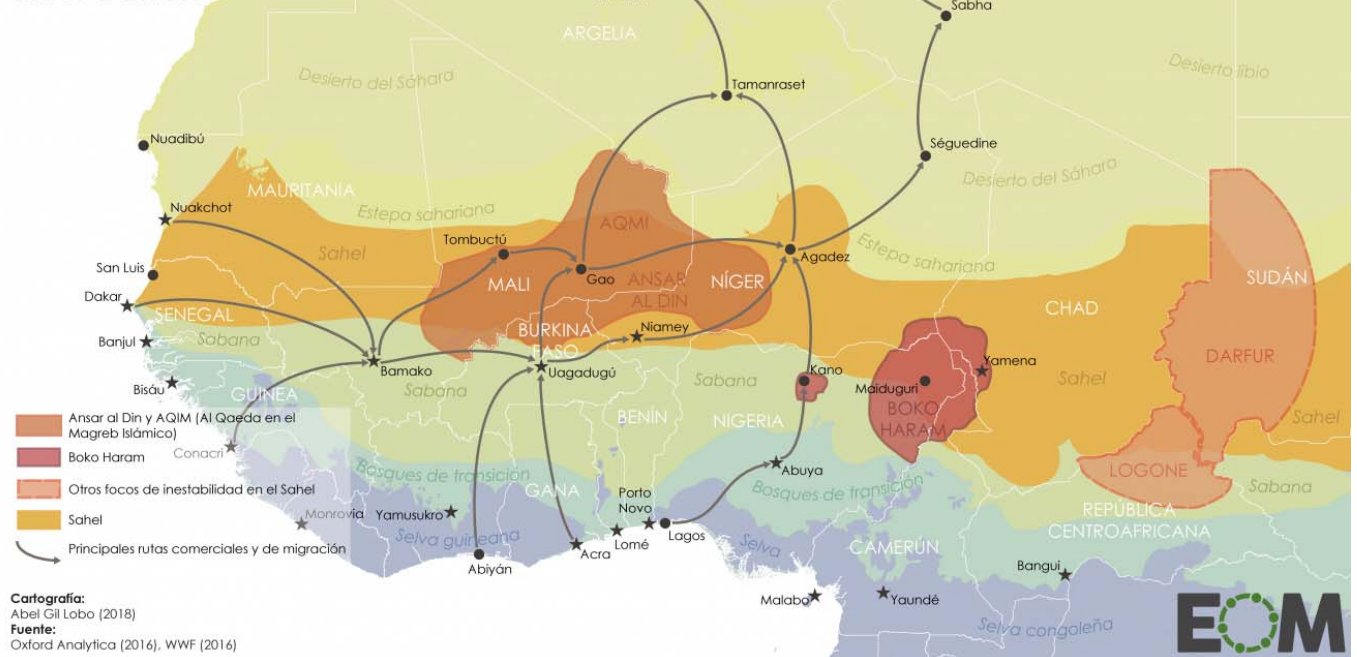 Sabha
ARGELIA
Desierto del Sáhara
Desierto libio
Tamanraset
Nuadibú
Séguedine
Desierto del Sáhara
MAURITANIA
Estepa sahariana
Nuakchot
AQMI
Tombuctú
Sahel
Agadez
Estepa sahariana
San Luis
Gao
ANSAR
AL DIN
MALI
NÍGER
SUDÁN
Dakar
SENEGAL
CHAD
Banjul
Sabana
BURKINA
FASO
Niamey
DARFUR
Bamako
Uagadugú
Yamena
Bisáu
Sabana
Sabana
Kano
Maiduguri
Sahel
GUINEA
BENÍN
NIGERIA
BOKO
HARAM
Sahel
Ansar al Din y AQIM (Al Qaeda en el
Magreb Islámico)
Conacri
Boko Haram
Bosques de transición
Abuya
LOGONE
Otros focos de inestabilidad en el Sahel
GANA
Bosques de transición
Sabana
Sahel
Monrovia
Yamusukro
Porto
Novo
REPÚBLICA
CENTROAFRICANA
Selva guineana
Lagos
Principales rutas comerciales y de migración
Acra
Lomé
Selva
CAMERÚN
Abiyán
Bangui
Cartografía:
Abel Gil Lobo (2018)
Malabo
Yaundé
Fuente:
Selva congoleña
Oxford Analytica (2016), WWF (2016)
EOM